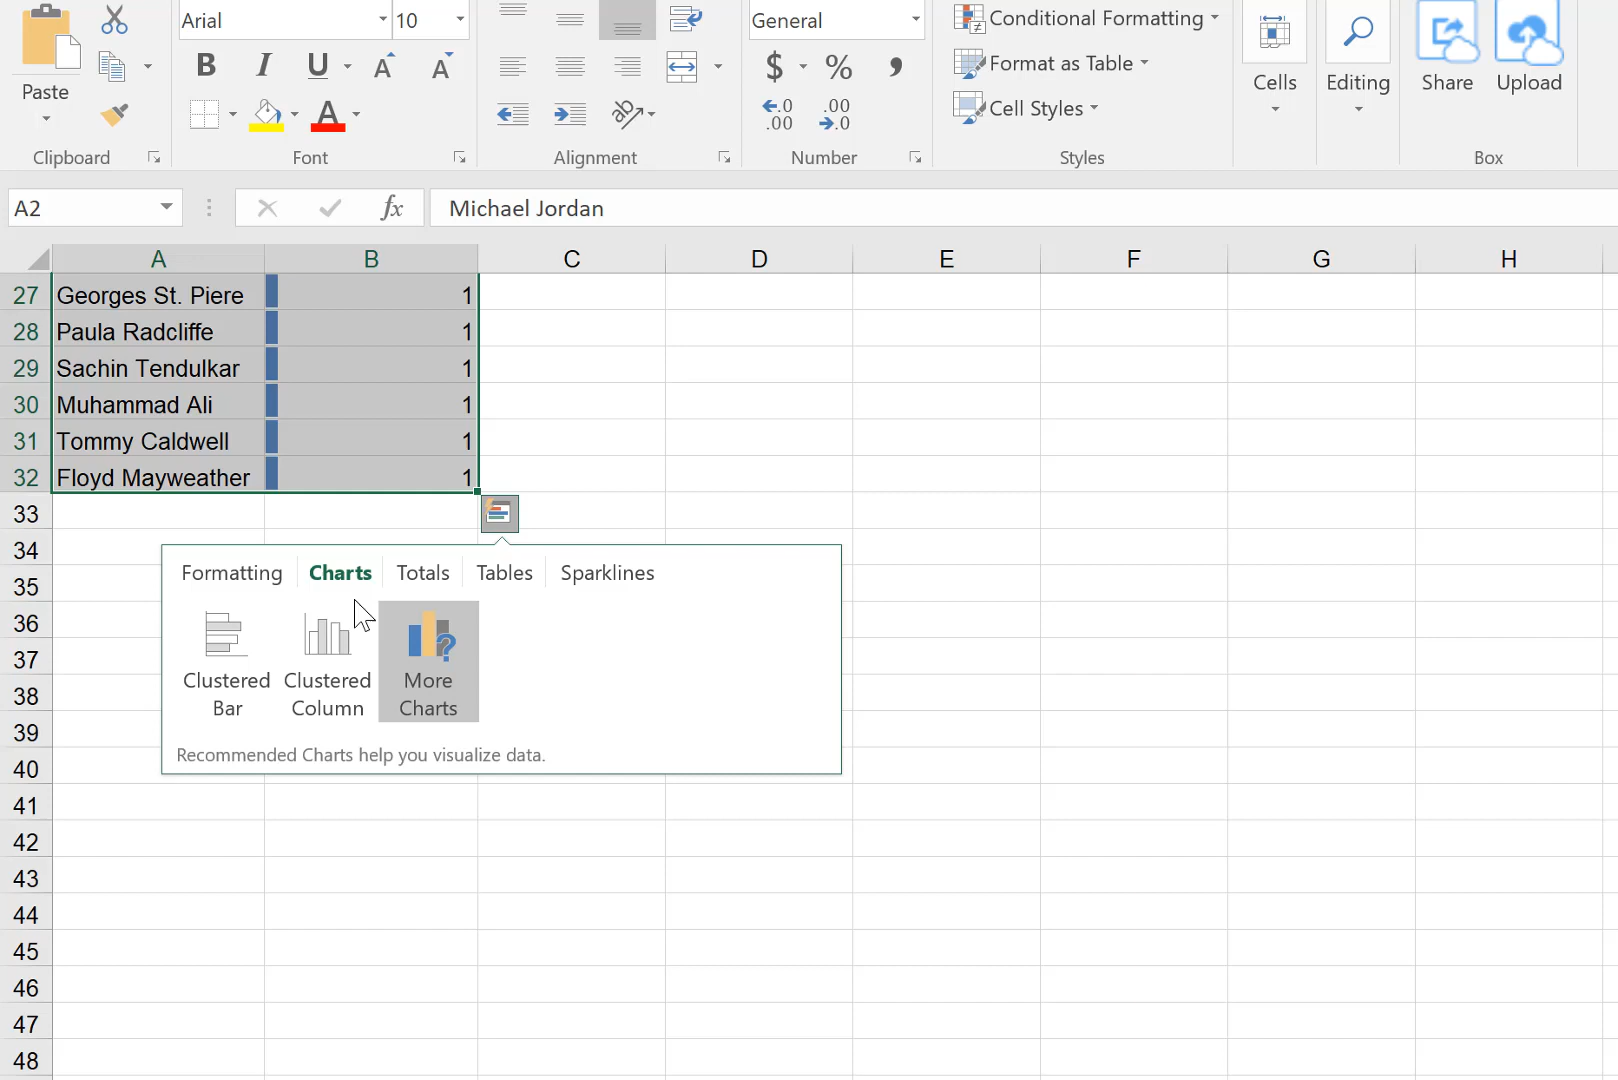 Arial 10 General Conditional Formatting
B I U A A $ % , Format as Table Cells Editing Share Upload
Paste A .0 .00 .00 .0 Cell Styles
Clipboard Font Alignment Number Styles Box
A2 fx Michael Jordan
A B C D E F G H
27 Georges St. Piere 1
28 Paula Radcliffe 1
29 Sachin Tendulkar 1
30 Muhammad Ali 1
31 Tommy Caldwell 1
32 Floyd Mayweather 1
33
34
Formatting Charts Totals Tables Sparklines
35
36
37
Clustered Bar
Clustered Column
More Charts
38
39
Recommended Charts help you visualize data.
40
41
42
43
44
45
46
47
48